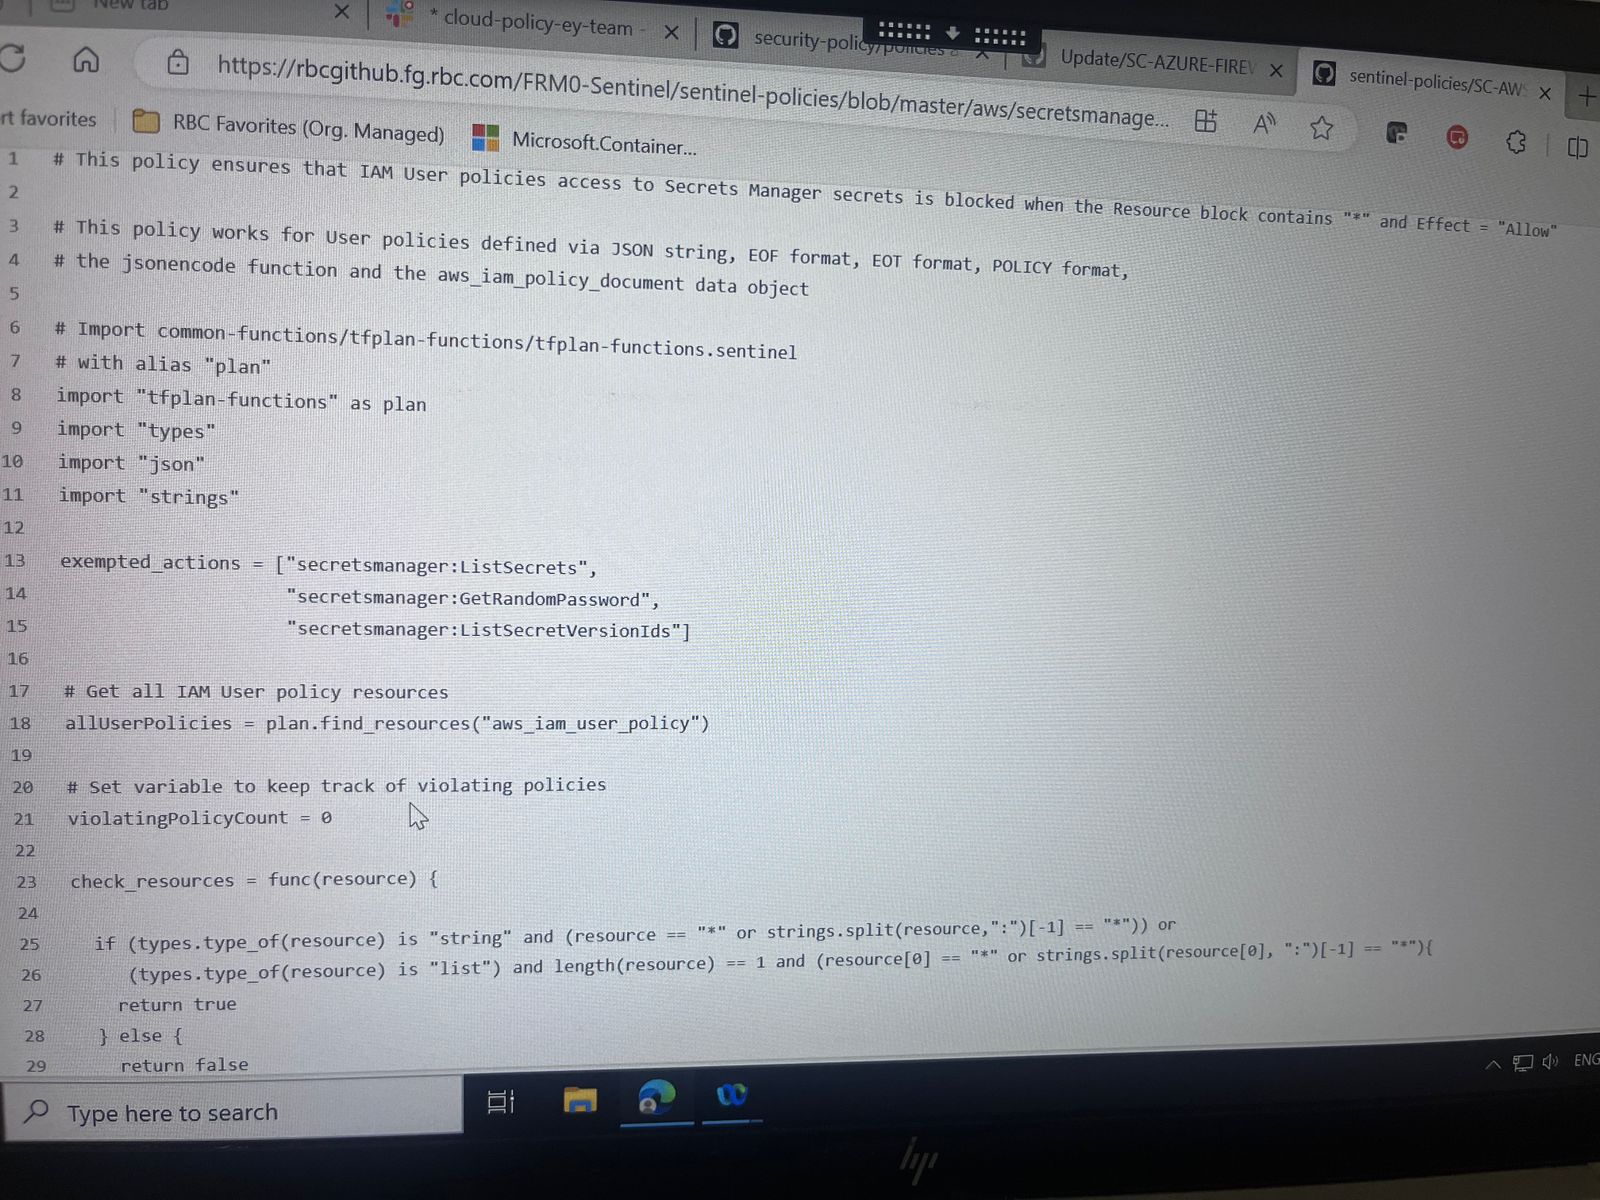 New tab
* cloud-policy-ey-team -
security-policy/policies
Update/SC-AZURE-FIREW
sentinel-policies/SC-AWS
https://rbcgithub.fg.rbc.com/FRM0-Sentinel/sentinel-policies/blob/master/aws/secretsmanage...
rt favorites
RBC Favorites (Org. Managed)
Microsoft.Container...
1 # This policy ensures that IAM User policies access to Secrets Manager secrets is blocked when the Resource block contains "*" and Effect = "Allow"
2
3 # This policy works for User policies defined via JSON string, EOF format, EOT format, POLICY format,
4 # the jsonencode function and the aws_iam_policy_document data object
5
6 # Import common-functions/tfplan-functions/tfplan-functions.sentinel
7 # with alias "plan"
8 import "tfplan-functions" as plan
9 import "types"
10 import "json"
11 import "strings"
12
13 exempted_actions = ["secretsmanager:ListSecrets",
14 "secretsmanager:GetRandomPassword",
15 "secretsmanager:ListSecretVersionIds"]
16
17 # Get all IAM User policy resources
18 allUserPolicies = plan.find_resources("aws_iam_user_policy")
19
20 # Set variable to keep track of violating policies
21 violatingPolicyCount = 0
22
23 check_resources = func(resource) {
24
25 if (types.type_of(resource) is "string" and (resource == "*" or strings.split(resource,":")[-1] == "*")) or
26 (types.type_of(resource) is "list") and length(resource) == 1 and (resource[0] == "*" or strings.split(resource[0], ":")[-1] == "*"){
27 return true
28 } else {
29 return false
Type here to search
ENG
hp